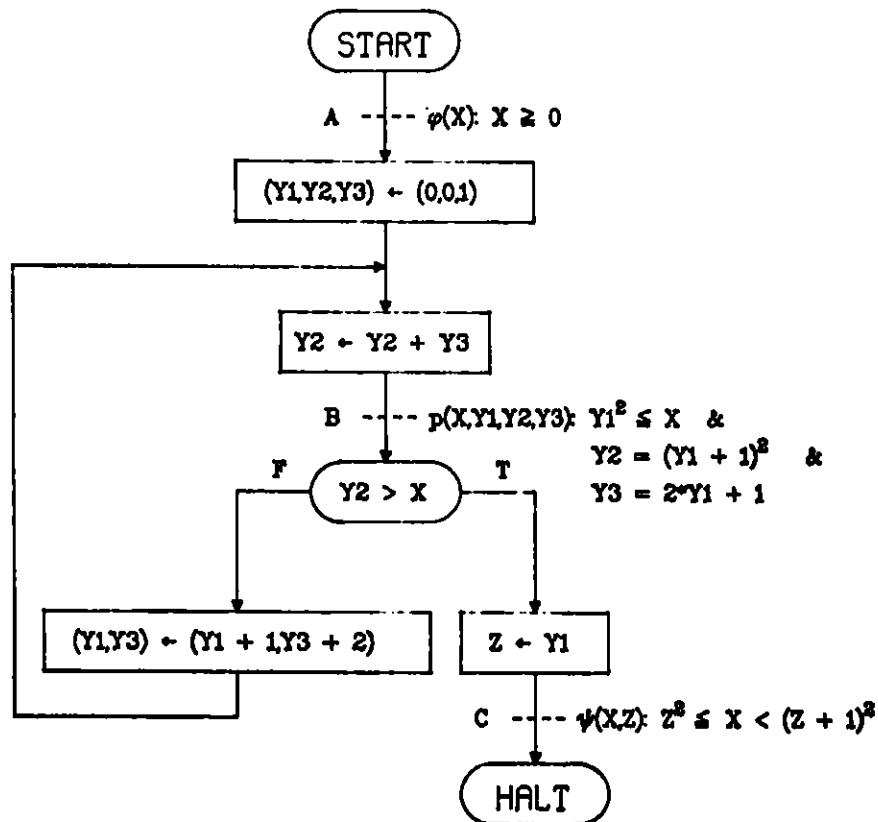 START
A φ(X): X ≧ 0
(Y1,Y2,Y3) ← (0,0,1)
Y2 ← Y2 + Y3
B p(X,Y1,Y2,Y3): Y1² ≦ X &
Y2 = (Y1 + 1)² &
Y3 = 2*Y1 + 1
F Y2 > X T
(Y1,Y3) ← (Y1 + 1,Y3 + 2)
Z ← Y1
C ψ(X,Z): Z² ≦ X < (Z + 1)²
HALT